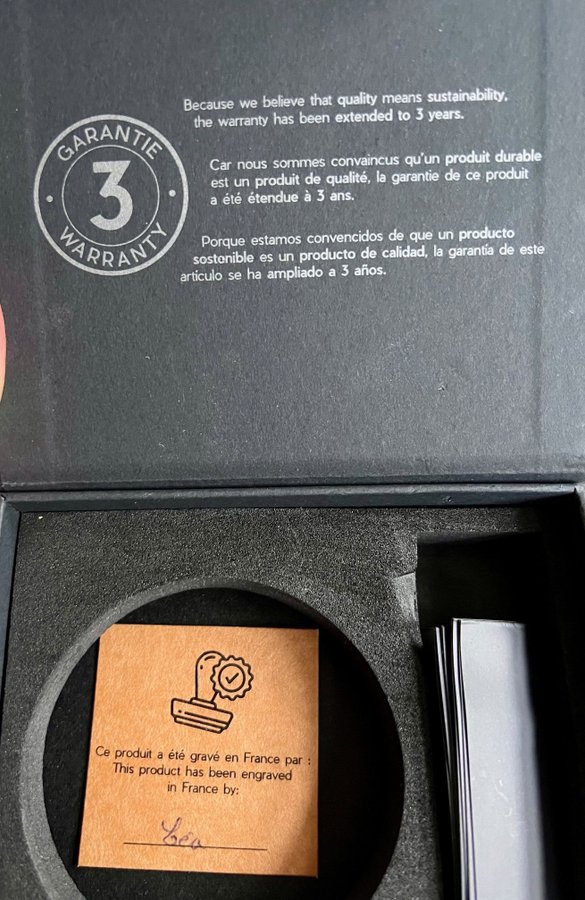 GARANTIE
3
WARRANTY
Because we believe that quality means sustainability,
the warranty has been extended to 3 years.
Car nous sommes convaincus qu'un produit durable
est un produit de qualité, la garantie de ce produit
a été étendue à 3 ans.
Porque estamos convencidos de que un producto
sostenible es un producto de calidad, la garantía de este
artículo se ha ampliado a 3 años.
Ce produit a été gravé en France par :
This product has been engraved
in France by:
Léa